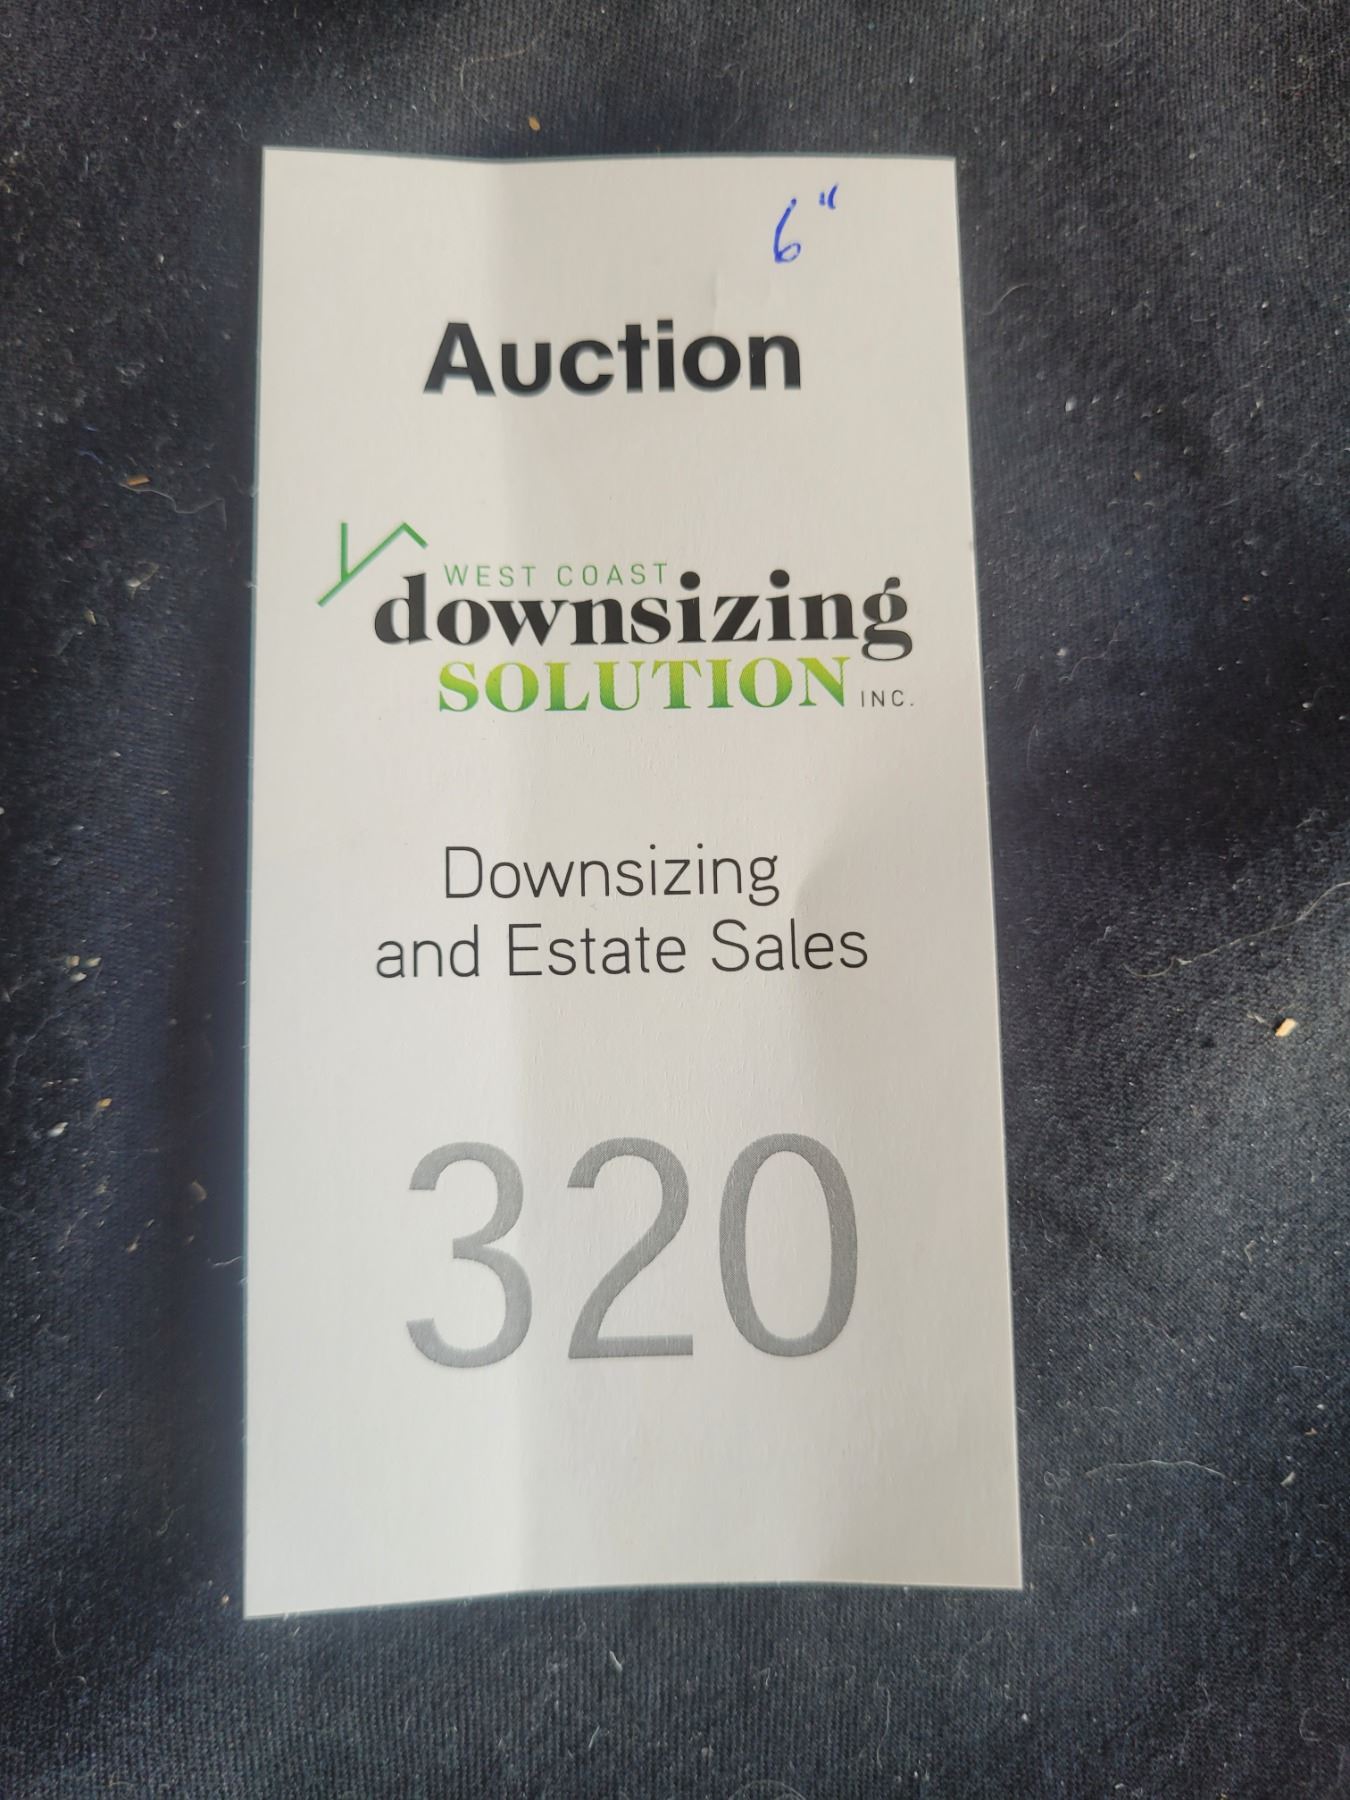 6"
Auction
WEST COAST
downsizing
SOLUTION INC.
Downsizing
and Estate Sales
320